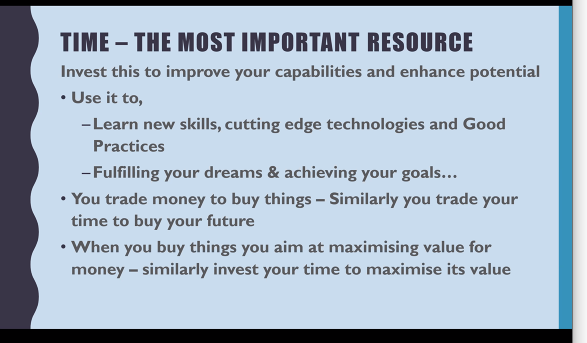 TIME – THE MOST IMPORTANT RESOURCE
Invest this to improve your capabilities and enhance potential
• Use it to,
–Learn new skills, cutting edge technologies and Good
Practices
–Fulfilling your dreams & achieving your goals…
• You trade money to buy things – Similarly you trade your
time to buy your future
• When you buy things you aim at maximising value for
money – similarly invest your time to maximise its value